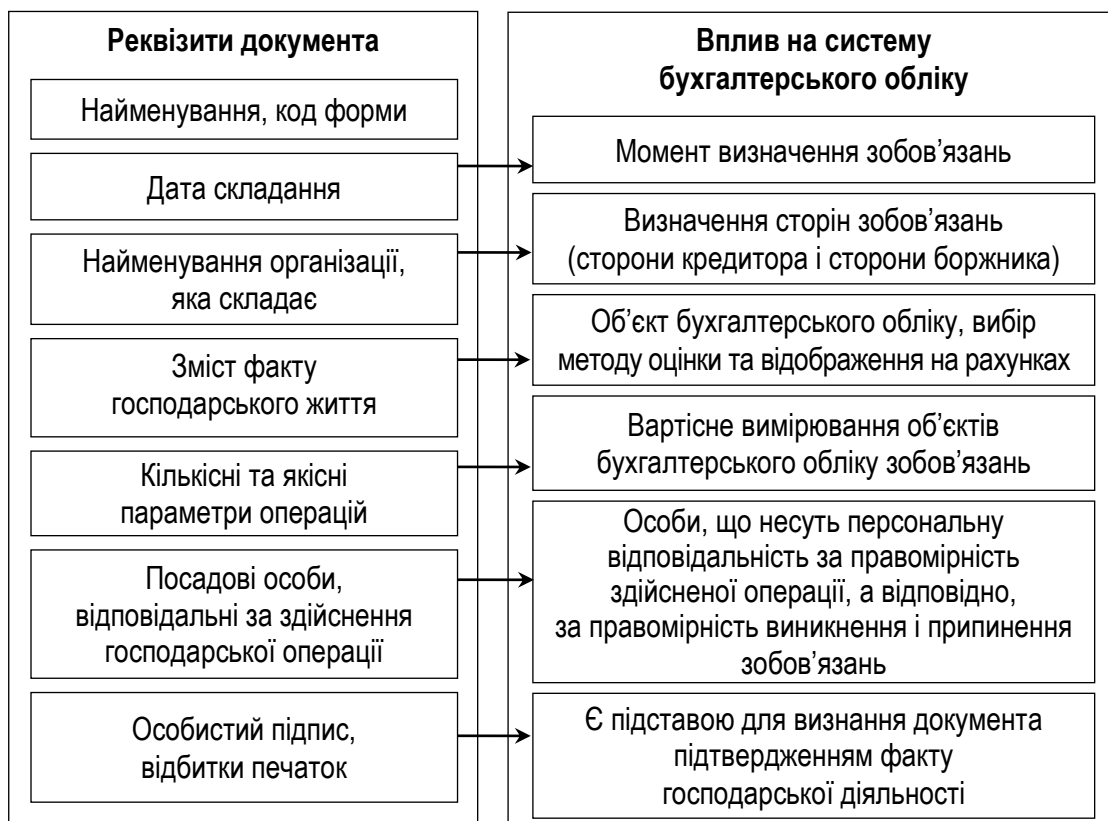 Реквізити документа
Найменування, код форми
Дата складання
Найменування організації,
яка складає
Зміст факту
господарського життя
Кількісні та якісні
параметри операцій
Посадові особи,
відповідальні за здійснення
господарської операції
Особистий підпис,
відбитки печаток
Вплив на систему
бухгалтерського обліку
Момент визначення зобов’язань
Визначення сторін зобов’язань
(сторони кредитора і сторони боржника)
Об’єкт бухгалтерського обліку, вибір
методу оцінки та відображення на рахунках
Вартісне вимірювання об’єктів
бухгалтерського обліку зобов’язань
Особи, що несуть персональну
відповідальність за правомірність
здійсненої операції, а відповідно,
за правомірність виникнення і припинення
зобов’язань
Є підставою для визнання документа
підтвердженням факту
господарської діяльності